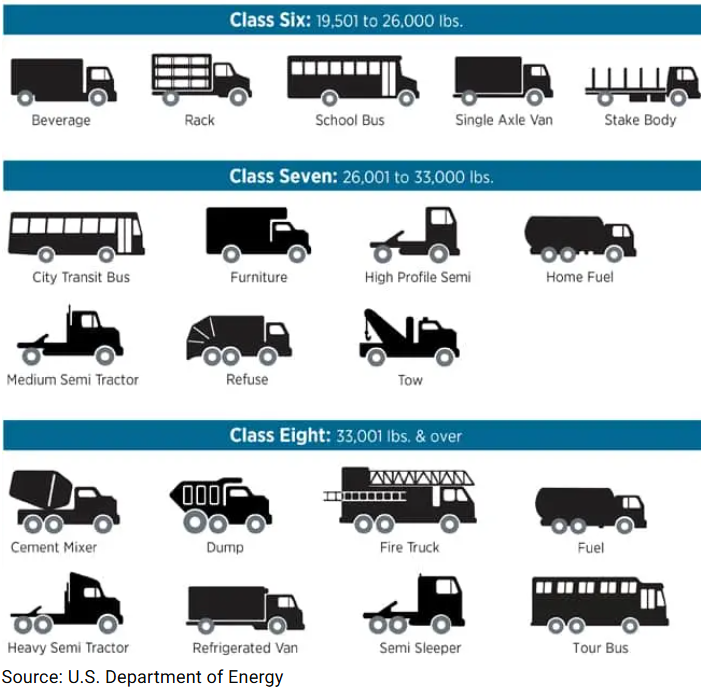 Class Six: 19,501 to 26,000 lbs.
Beverage Rack School Bus Single Axle Van Stake Body
Class Seven: 26,001 to 33,000 lbs.
City Transit Bus Furniture High Profile Semi Home Fuel
Medium Semi Tractor Refuse Tow
Class Eight: 33,001 lbs. & over
Cement Mixer Dump Fire Truck Fuel
Heavy Semi Tractor Refrigerated Van Semi Sleeper Tour Bus
Source: U.S. Department of Energy